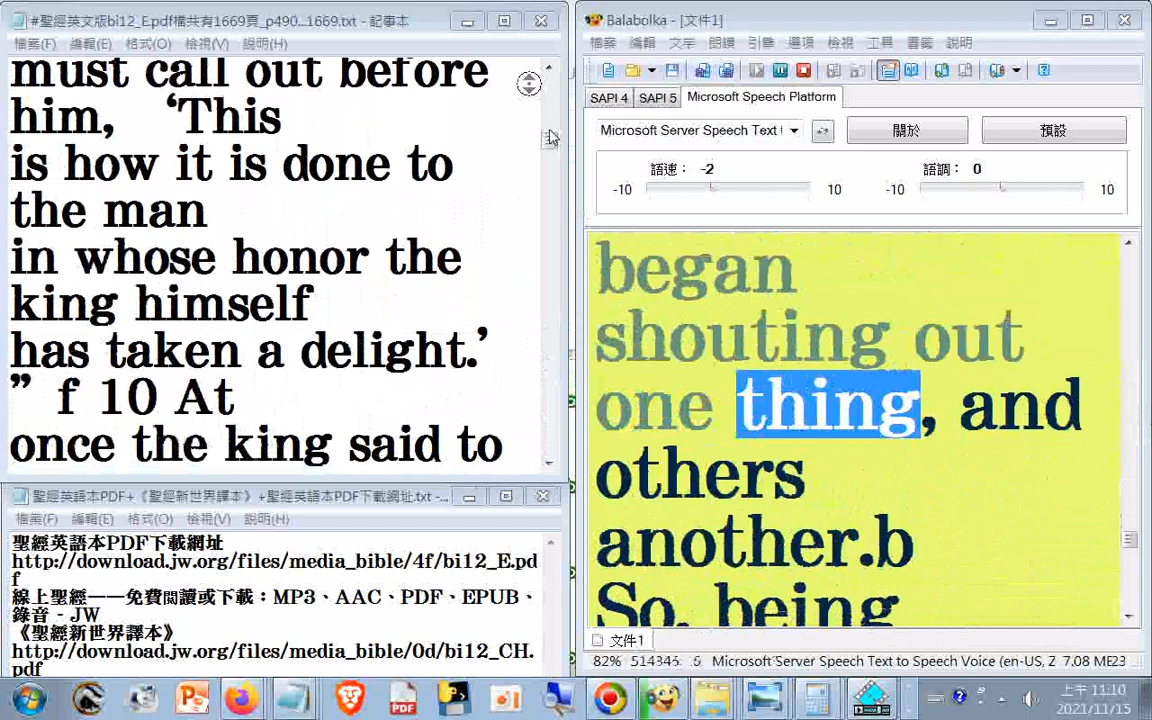 #聖經英文版bi12_E.pdf檔共有1669頁_p490...1669.txt - 記事本
檔案(F) 編輯(E) 格式(O) 檢視(V) 說明(H)
must call out before
him, ‘This
is how it is done to
the man
in whose honor the
king himself
has taken a delight.’
” f 10 At
once the king said to
聖經英語本PDF+《聖經新世界譯本》+聖經英語本PDF下載網址.txt -...
檔案(F) 編輯(E) 格式(O) 檢視(V) 說明(H)
聖經英語本PDF下載網址
http://download.jw.org/files/media_bible/4f/bi12_E.pd
f
線上聖經——免費閱讀或下載：MP3、AAC、PDF、EPUB、
錄音 - JW
《聖經新世界譯本》
http://download.jw.org/files/media_bible/0d/bi12_CH.
pdf
Balabolka - [文件1]
檔案 編輯 文字 朗讀 引擎 選項 檢視 工具 書籤 說明
SAPI 4 SAPI 5 Microsoft Speech Platform
Microsoft Server Speech Text 關於 預設
語速： -2 語調： 0
-10 10 -10 10
began
shouting out
one thing, and
others
another.b
So, being
文件1
82% Microsoft Server Speech Text to Speech Voice (en-US, Z
上午 11:10
2021/11/15